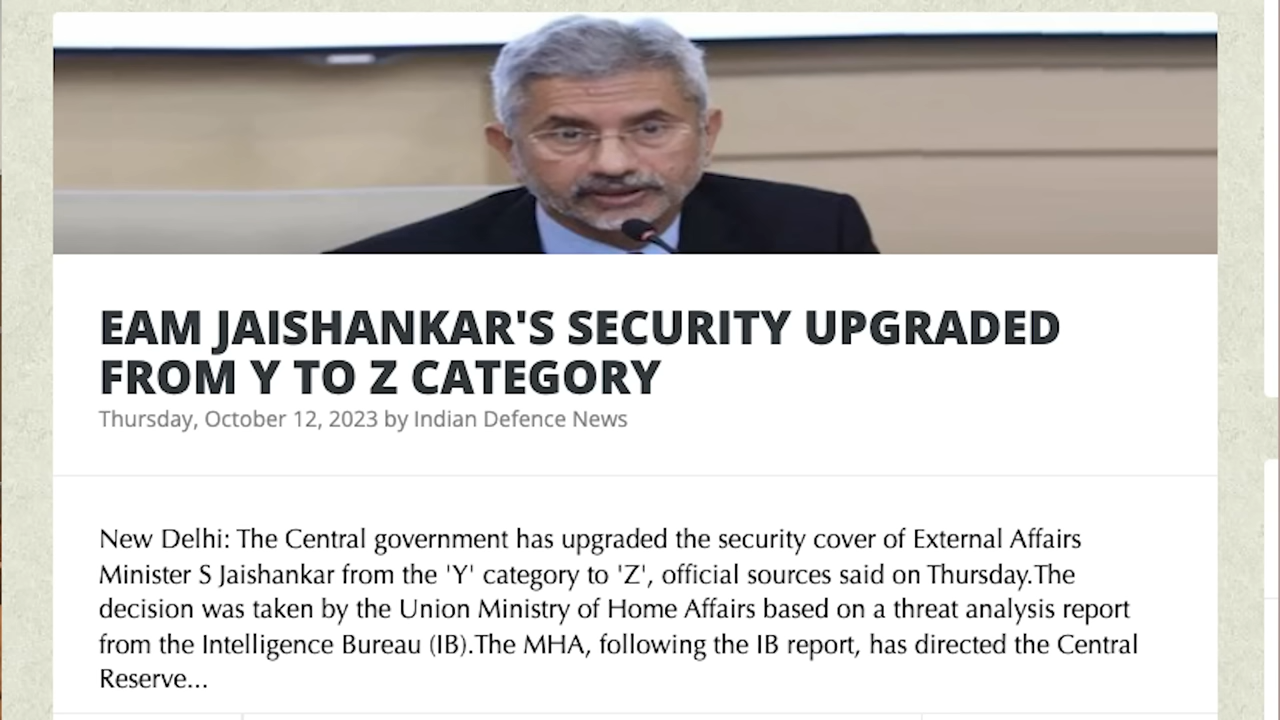 EAM JAISHANKAR'S SECURITY UPGRADED
FROM Y TO Z CATEGORY
Thursday, October 12, 2023 by Indian Defence News
New Delhi: The Central government has upgraded the security cover of External Affairs
Minister S Jaishankar from the 'Y' category to 'Z', official sources said on Thursday.The
decision was taken by the Union Ministry of Home Affairs based on a threat analysis report
from the Intelligence Bureau (IB).The MHA, following the IB report, has directed the Central
Reserve...